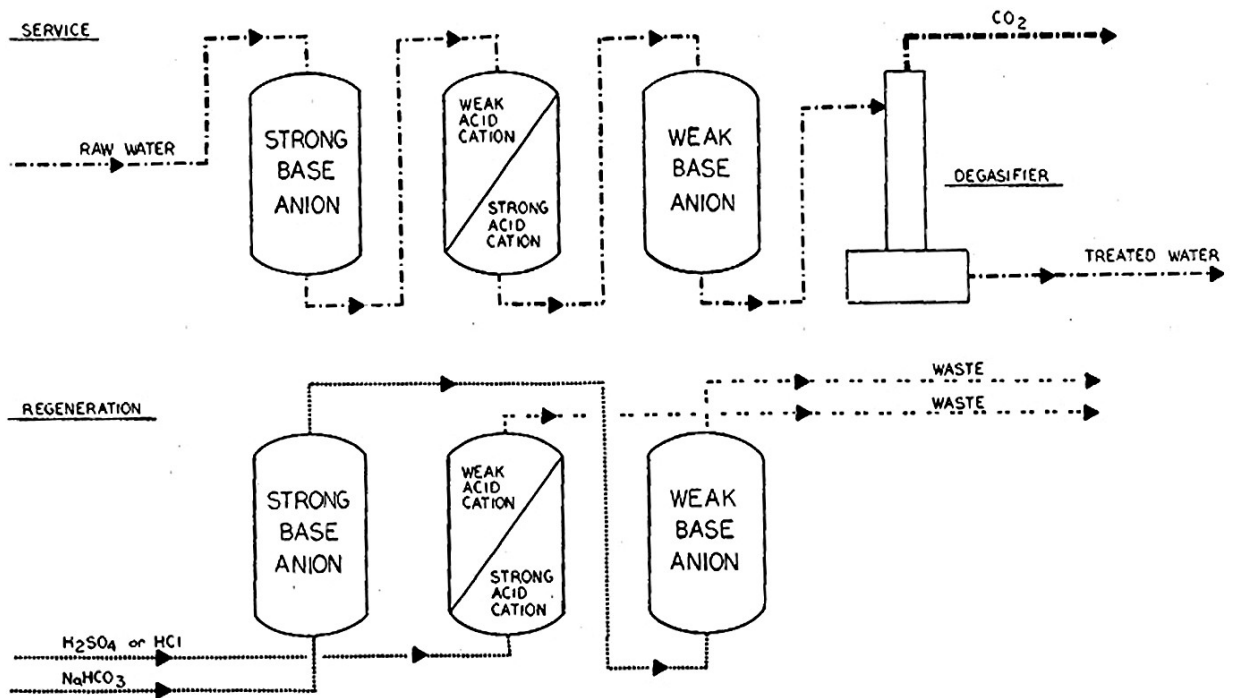 SERVICE
CO2
RAW WATER
STRONG
BASE
ANION
WEAK
ACID
CATION
STRONG
ACID
CATION
WEAK
BASE
ANION
DEGASIFIER
TREATED WATER
REGENERATION
WASTE
WASTE
STRONG
BASE
ANION
WEAK
ACID
CATION
STRONG
ACID
CATION
WEAK
BASE
ANION
H2SO4 or HCl
NaHCO3